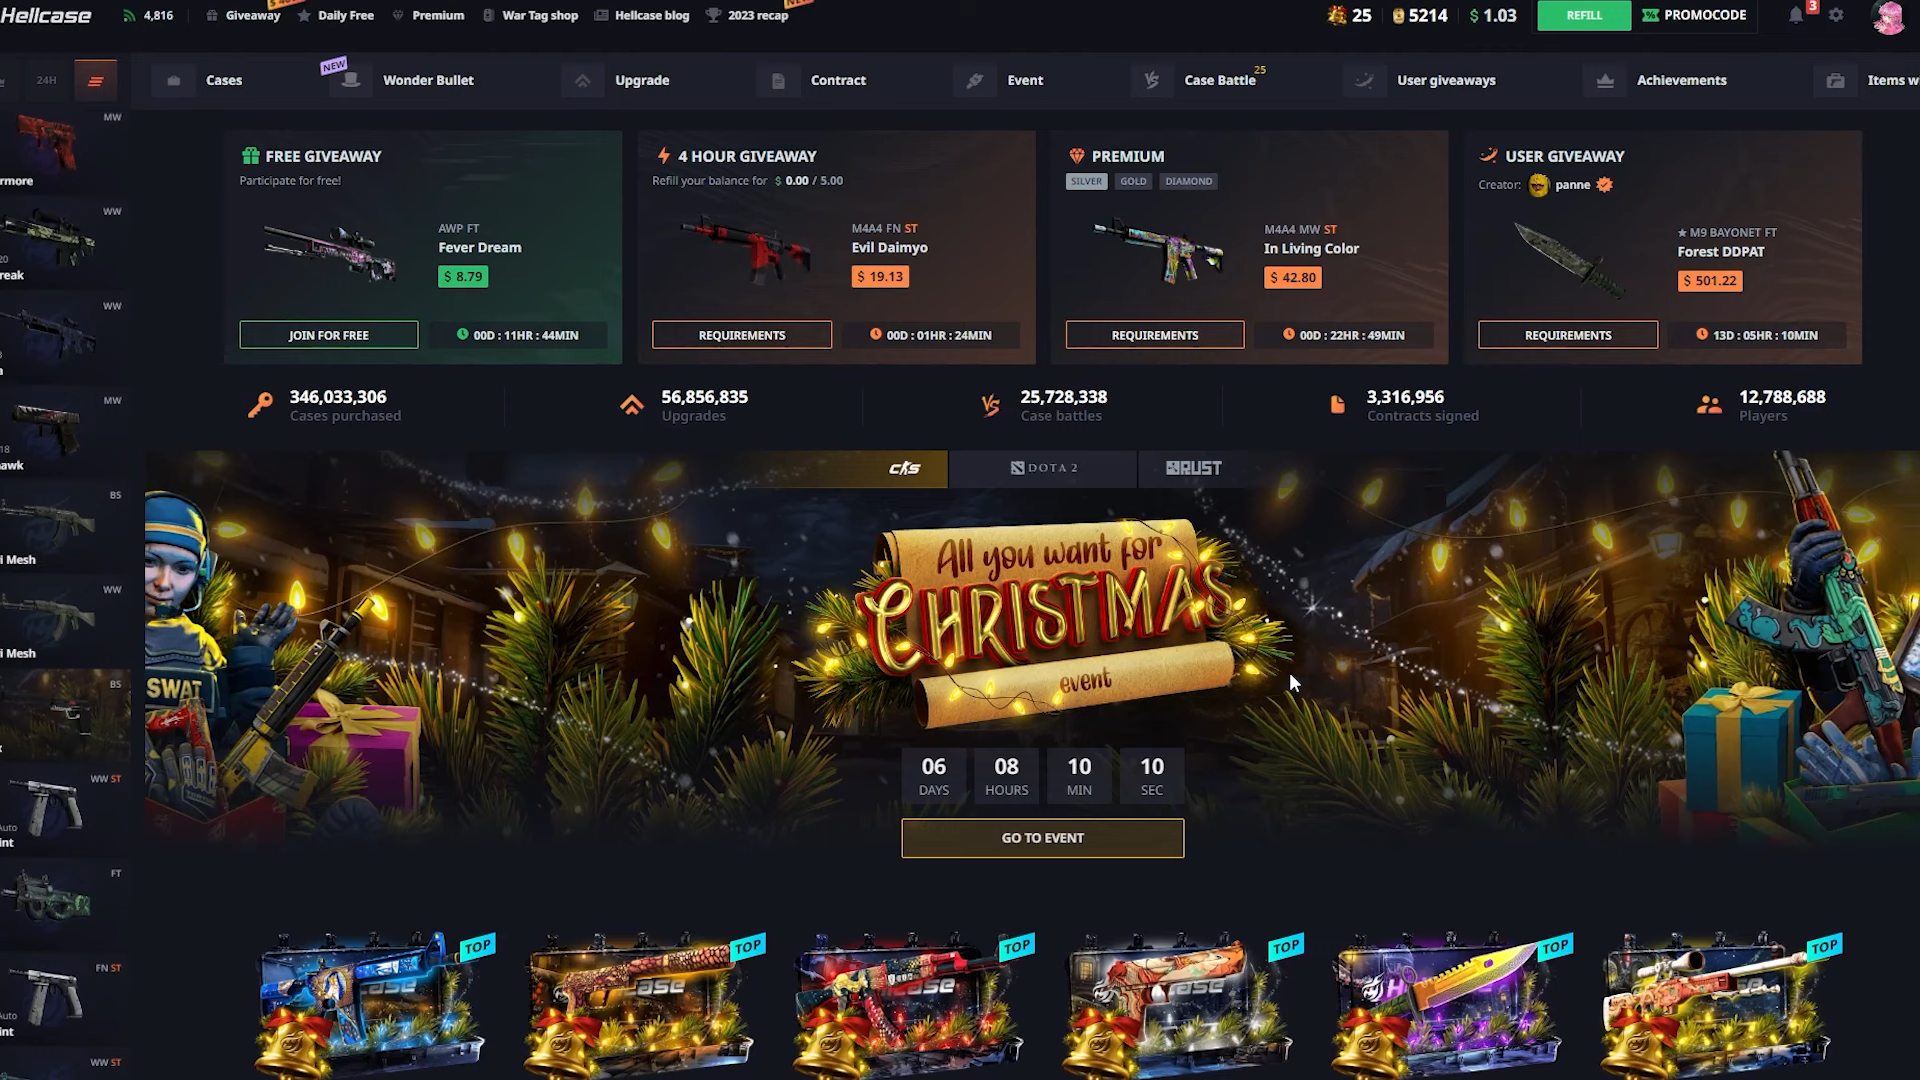 Hellcase
4,816
Giveaway
Daily Free
Premium
War Tag shop
Hellcase blog
2023 recap
25
5214
$ 1.03
REFILL
PROMOCODE
3
24H
Cases
NEW
Wonder Bullet
Upgrade
Contract
Event
Case Battle
25
User giveaways
Achievements
Items w
FREE GIVEAWAY
Participate for free!
AWP FT
Fever Dream
$ 8.79
JOIN FOR FREE
00D : 11HR : 44MIN
4 HOUR GIVEAWAY
Refill your balance for $ 0.00 / 5.00
M4A4 FN ST
Evil Daimyo
$ 19.13
REQUIREMENTS
00D : 01HR : 24MIN
PREMIUM
SILVER
GOLD
DIAMOND
M4A4 MW ST
In Living Color
$ 42.80
REQUIREMENTS
00D : 22HR : 49MIN
USER GIVEAWAY
Creator: panne
★ M9 BAYONET FT
Forest DDPAT
$ 501.22
REQUIREMENTS
13D : 05HR : 10MIN
346,033,306
Cases purchased
56,856,835
Upgrades
25,728,338
Case battles
3,316,956
Contracts signed
12,788,688
Players
CS
DOTA 2
RUST
All you want for
CHRISTMAS
event
SWAT
06
DAYS
08
HOURS
10
MIN
10
SEC
GO TO EVENT
TOP
TOP
TOP
TOP
TOP
TOP
MW
rmore
WW
20
reak
WW
a
MW
18
awk
BS
i Mesh
WW
i Mesh
BS
WW ST
Auto
int
FT
FN ST
Auto
int
WW ST